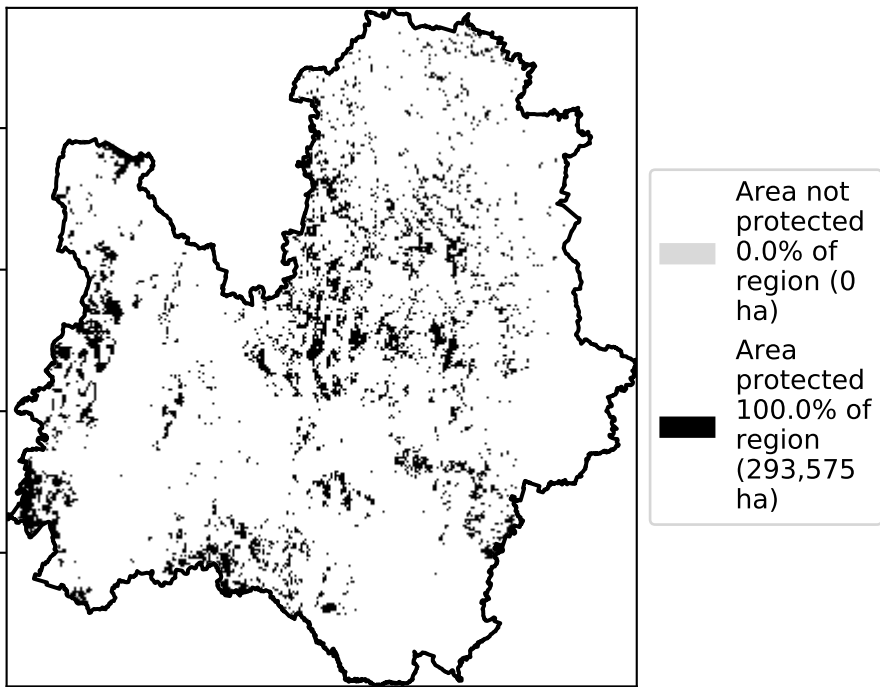 Area not
protected
0.0% of
region (0
ha)
Area
protected
100.0% of
region
(293,575
ha)